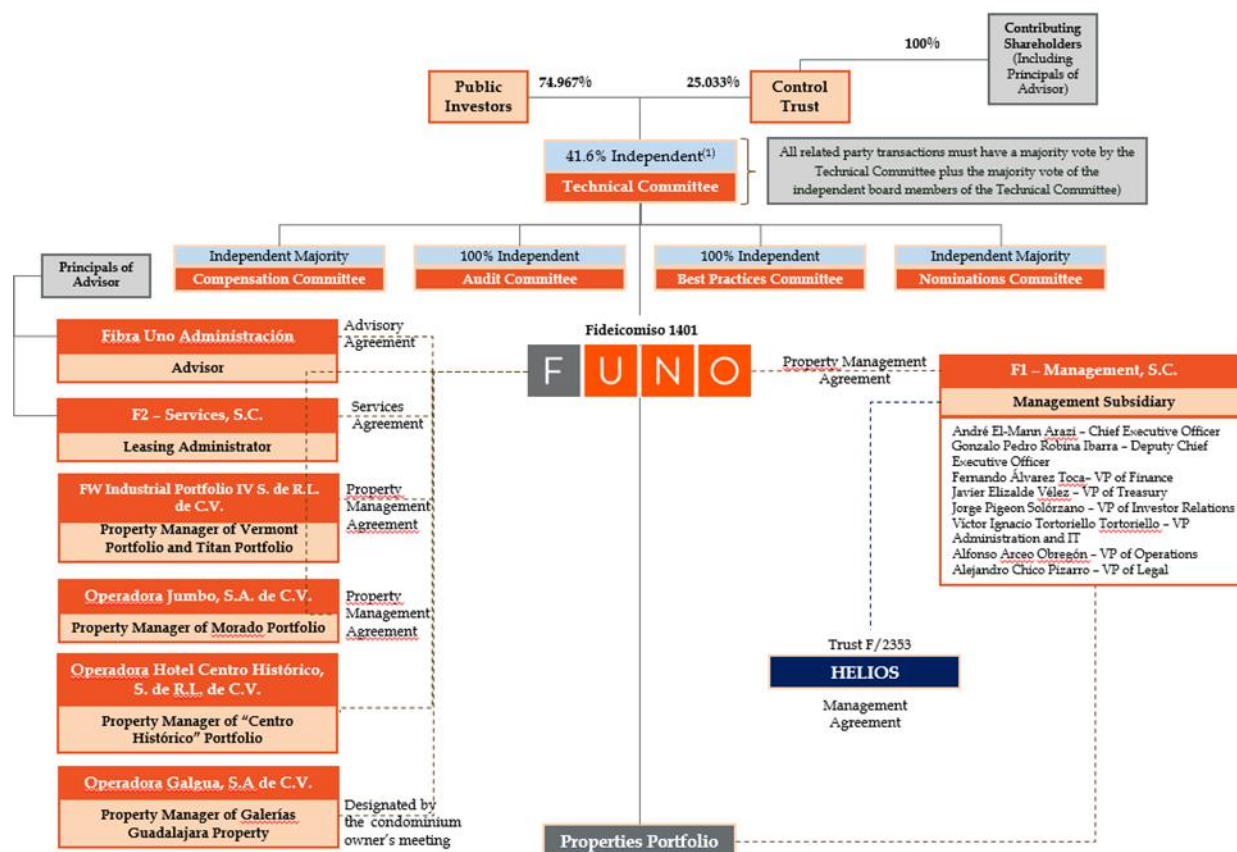 100%
Contributing
Shareholders
(Including
Principals of
Advisor)
Public
Investors
74.967%
25.033%
Control
Trust
41.6% Independent(1)
Technical Committee
All related party transactions must have a majority vote by the
Technical Committee plus the majority vote of the
independent board members of the Technical Committee)
Independent Majority
Compensation Committee
100% Independent
Audit Committee
100% Independent
Best Practices Committee
Independent Majority
Nominations Committee
Principals of
Advisor
Fibra Uno Administración
Advisor
Advisory
Agreement
F2 – Services, S.C.
Leasing Administrator
Services
Agreement
FW Industrial Portfolio IV S. de R.L.
de C.V.
Property Manager of Vermont
Portfolio and Titan Portfolio
Property
Management
Agreement
Operadora Jumbo, S.A. de C.V.
Property Manager of Morado Portfolio
Property
Management
Agreement
Operadora Hotel Centro Histórico,
S. de R.L. de C.V.
Property Manager of “Centro
Histórico” Portfolio
Operadora Galgua, S.A de C.V.
Property Manager of Galerías
Guadalajara Property
Designated by
the condominium
owner’s meeting
Fideicomiso 1401
FUNO
Property Management
Agreement
F1 – Management, S.C.
Management Subsidiary
André El-Mann Arazi – Chief Executive Officer
Gonzalo Pedro Robina Ibarra – Deputy Chief
Executive Officer
Fernando Álvarez Toca– VP of Finance
Javier Elizalde Vélez – VP of Treasury
Jorge Pigeon Solórzano – VP of Investor Relations
Víctor Ignacio Tortoriello Tortoriello – VP
Administration and IT
Alfonso Arceo Obregón – VP of Operations
Alejandro Chico Pizarro – VP of Legal
Trust F/2353
HELIOS
Management
Agreement
Properties Portfolio